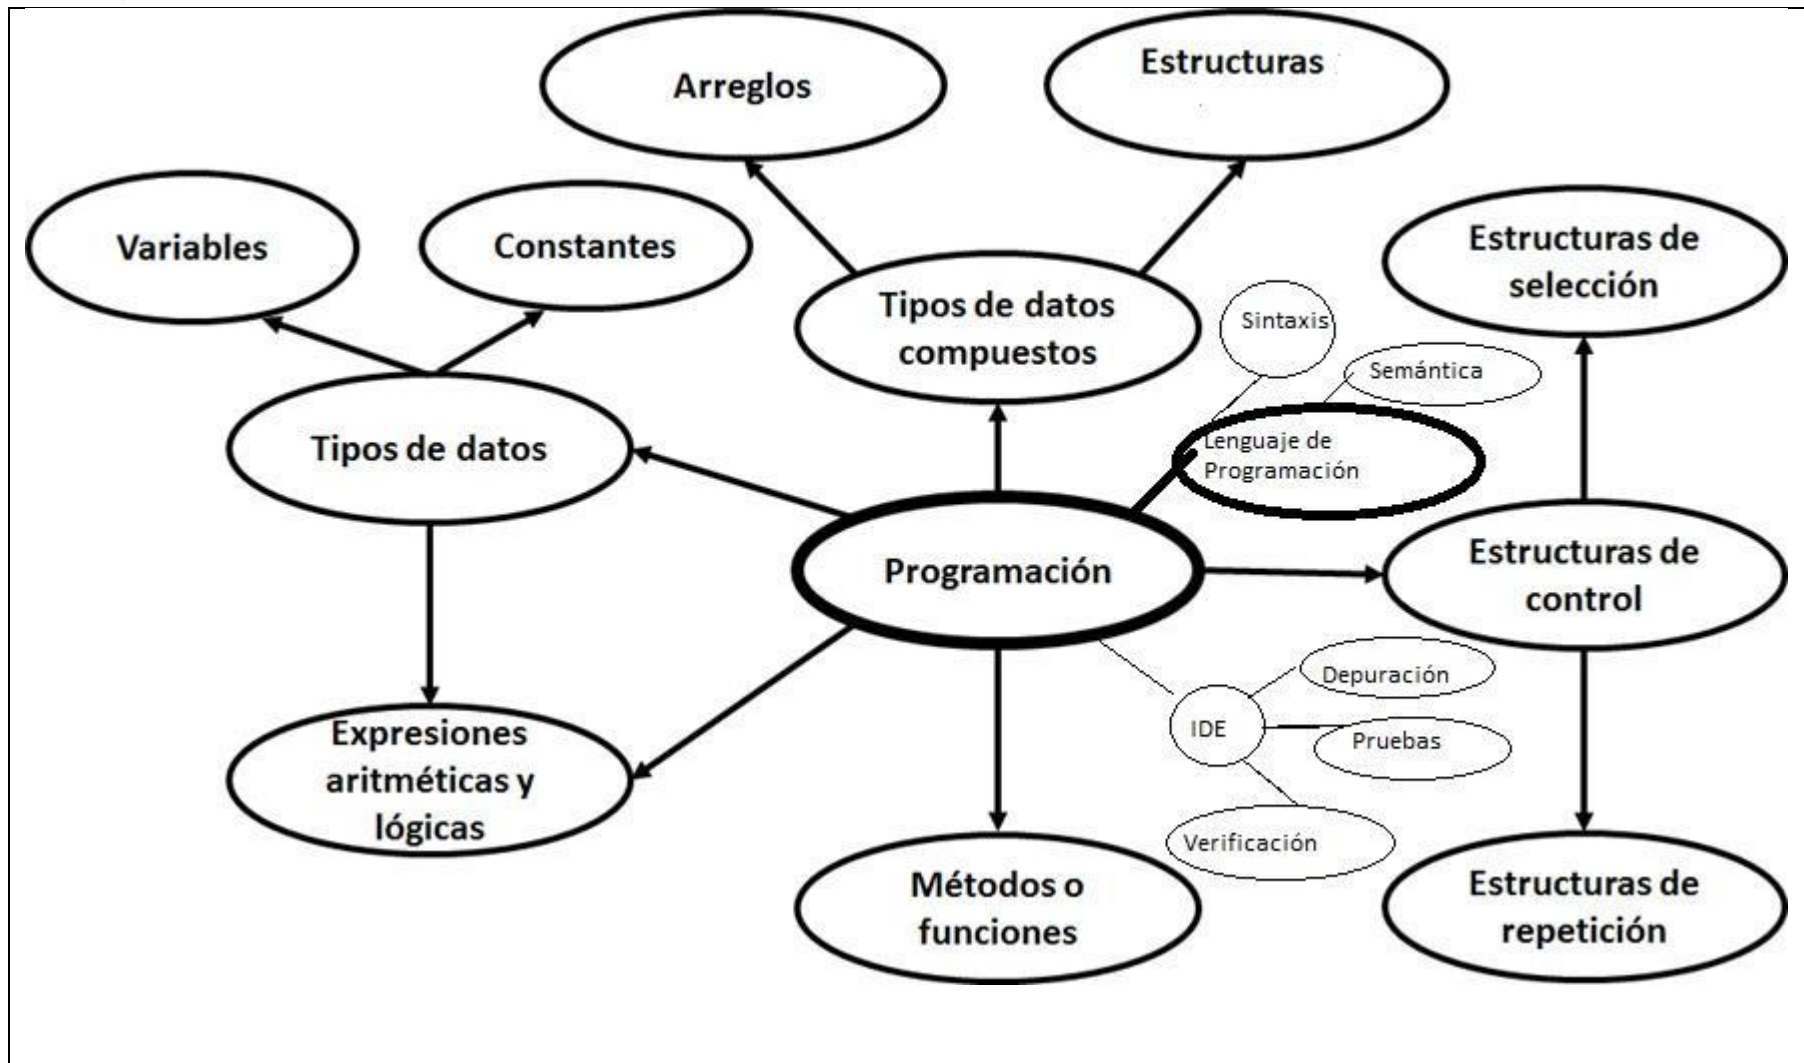 Arreglos
Estructuras
Variables
Constantes
Tipos de datos
compuestos
Estructuras de
selección
Sintaxis
Semántica
Tipos de datos
Lenguaje de
Programación
Programación
Estructuras de
control
Expresiones
aritméticas y
lógicas
IDE
Depuración
Pruebas
Verificación
Métodos o
funciones
Estructuras de
repetición